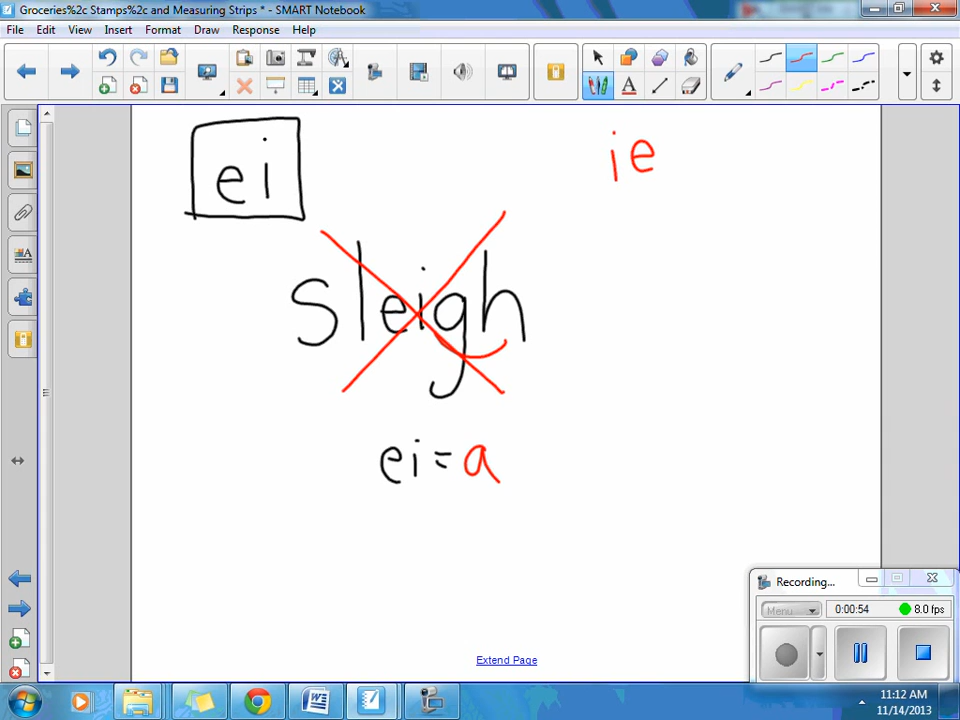 Groceries%2c Stamps%2c and Measuring Strips * - SMART Notebook
File Edit View Insert Format Draw Response Help
ei
ie
sleigh
ei=a
Extend Page
Recording...
Menu
0:00:54
8.0 fps
11:12 AM
11/14/2013